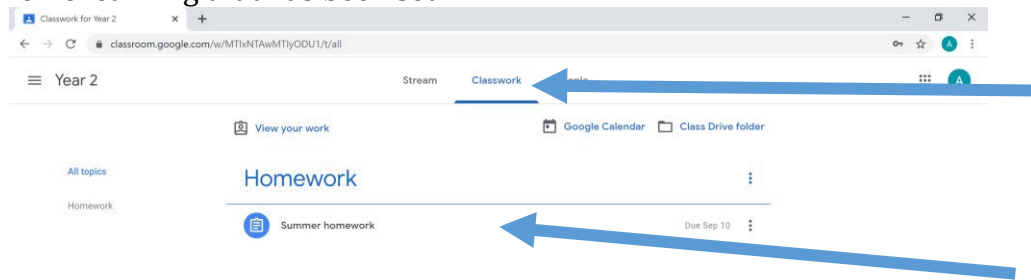 Classwork for Year 2
classroom.google.com/w/MTIxNTAwMTIyODU1/t/all
A
Year 2
Stream Classwork
A
View your work
Google Calendar Class Drive folder
All topics
Homework
Homework
Summer homework
Due Sep 10